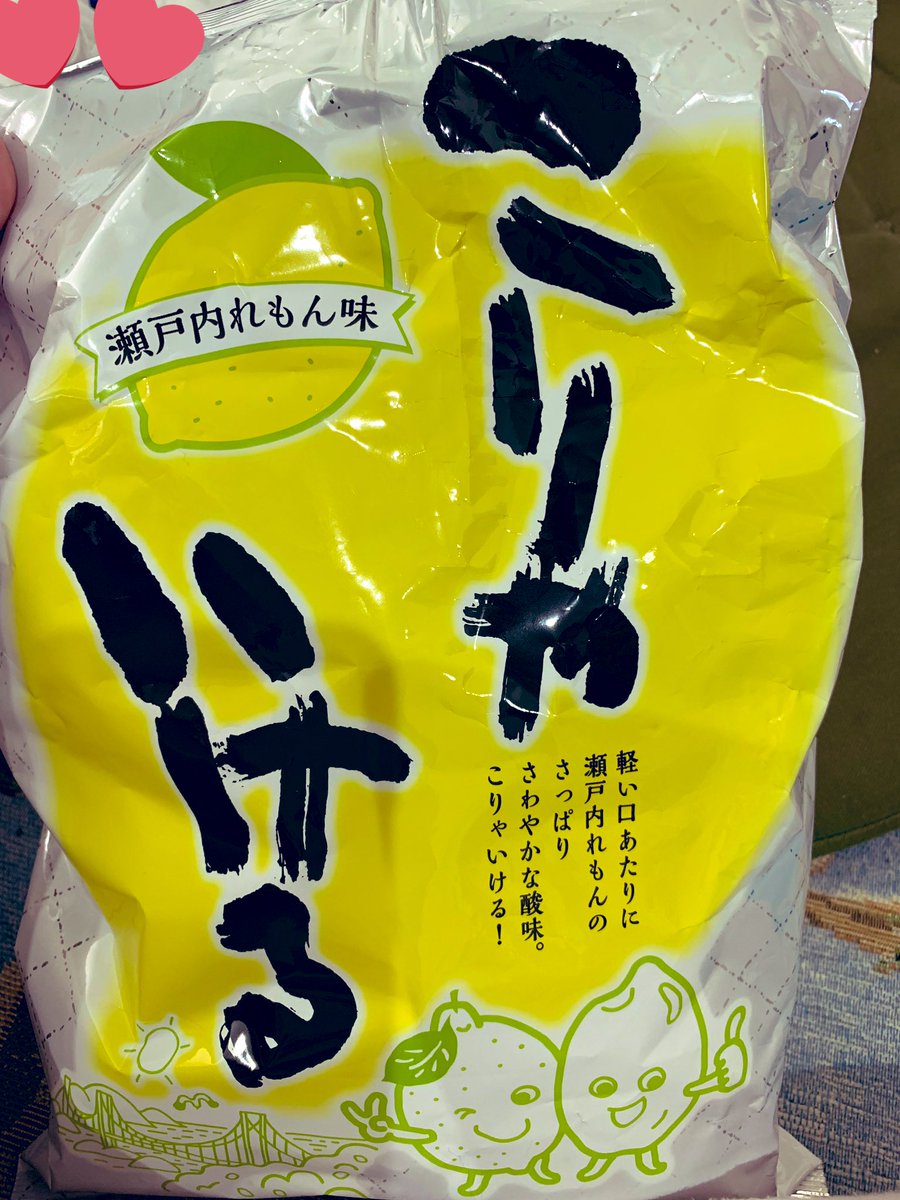 こりゃ
いける
瀬戸内れもん味
軽い口あたりに
瀬戸内れもんの
さっぱり
さわやかな酸味。
こりゃいける!